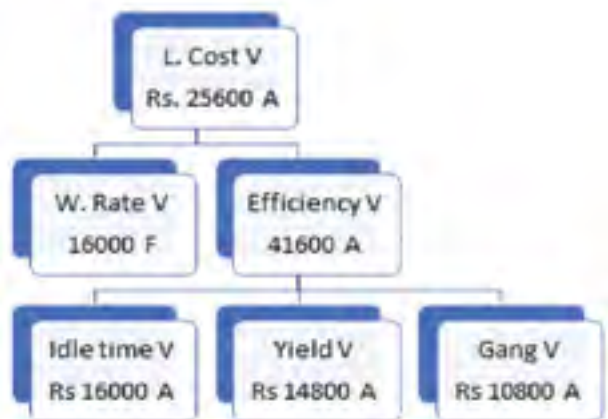 L. Cost V
Rs. 25600 A
W. Rate V
16000 F
Efficiency V
41600 A
Idle time V
Rs 16000 A
Yield V
Rs 14800 A
Gang V
Rs 10800 A